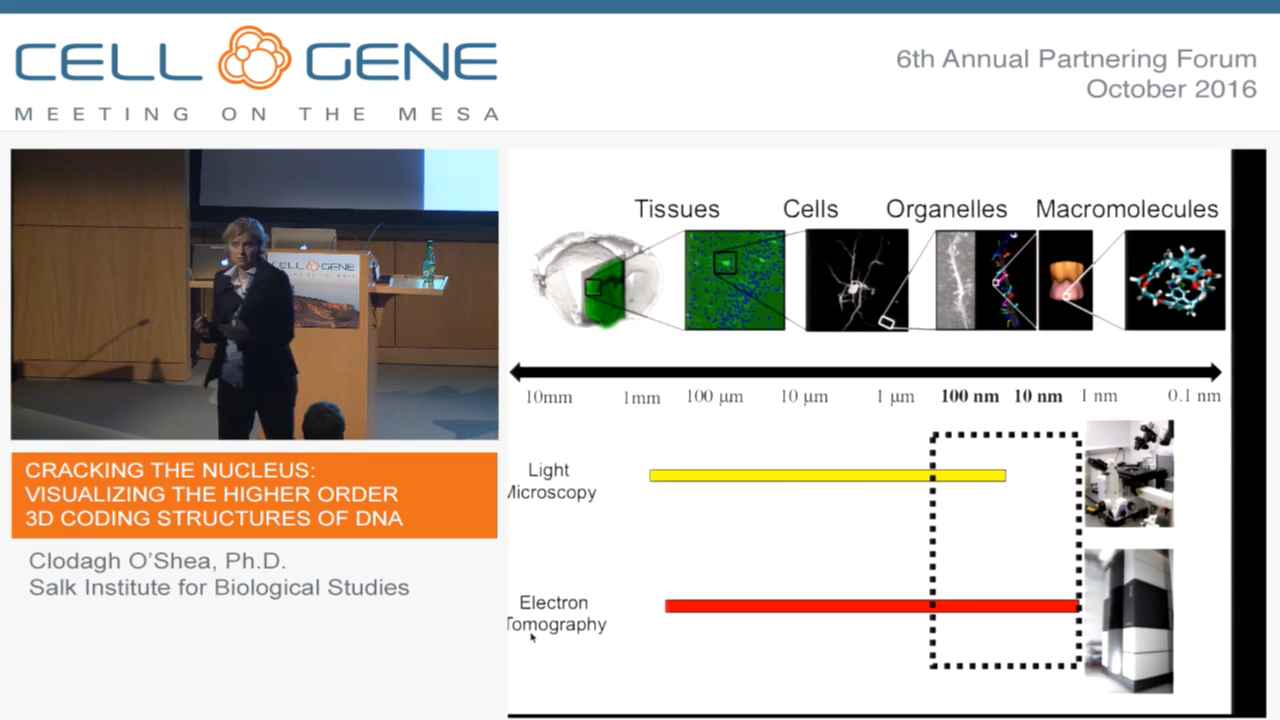 CELL GENE
MEETING ON THE MESA
6th Annual Partnering Forum
October 2016
CELL GENE
CRACKING THE NUCLEUS:
VISUALIZING THE HIGHER ORDER
3D CODING STRUCTURES OF DNA
Clodagh O'Shea, Ph.D.
Salk Institute for Biological Studies
Tissues Cells Organelles Macromolecules
10mm 1mm 100 µm 10 µm 1 µm 100 nm 10 nm 1 nm 0.1 nm
Light
Microscopy
Electron
Tomography